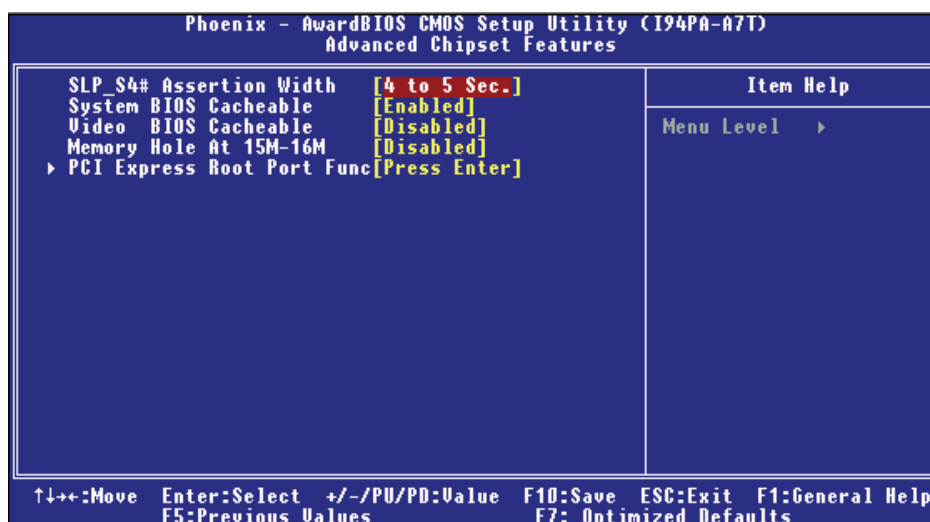 Phoenix - AwardBIOS CMOS Setup Utility (I94PA-A7T)
Advanced Chipset Features
SLP_S4# Assertion Width [4 to 5 Sec.]
System BIOS Cacheable [Enabled]
Video BIOS Cacheable [Disabled]
Memory Hole At 15M-16M [Disabled]
▸ PCI Express Root Port Func[Press Enter]
Item Help
Menu Level ▸
↑↓→←:Move Enter:Select +/-/PU/PD:Value F10:Save ESC:Exit F1:General Help
F5:Previous Values F7: Optimized Defaults